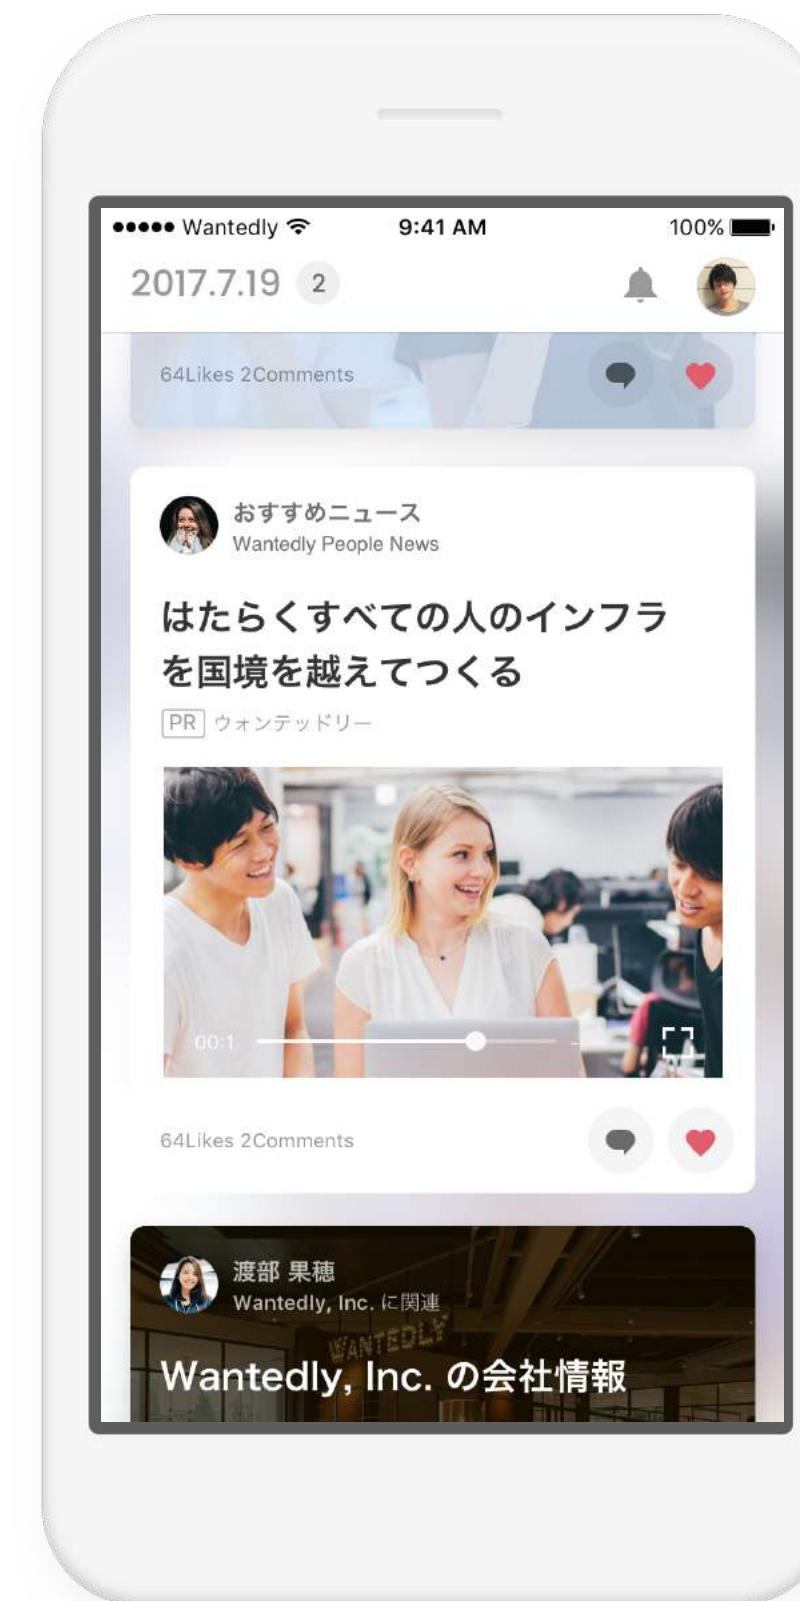 Wantedly 9:41 AM 100%
2017.7.19 2
64Likes 2Comments
おすすめニュース
Wantedly People News
はたらくすべての人のインフラ
を国境を越えてつくる
PR ウォンテッドリー
00:1
64Likes 2Comments
渡部 果穂
Wantedly, Inc. に関連
WANTEDLY
Wantedly, Inc. の会社情報